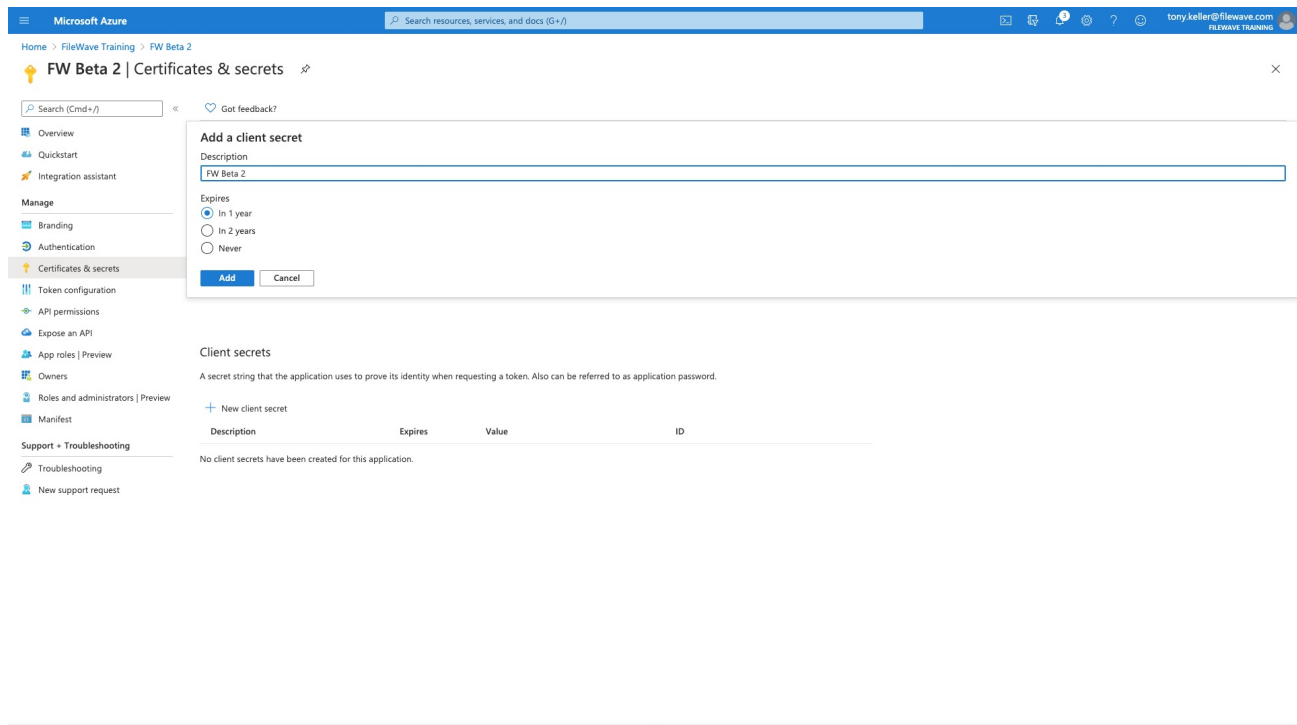 Microsoft Azure
Search resources, services, and docs (G+/)
3
tony.keller@filewave.com
FILEWAVE TRAINING
Home > FileWave Training > FW Beta 2
FW Beta 2 | Certificates & secrets
Search (Cmd+/)
«
Got feedback?
Overview
Quickstart
Integration assistant
Manage
Branding
Authentication
Certificates & secrets
Token configuration
API permissions
Expose an API
App roles | Preview
Owners
Roles and administrators | Preview
Manifest
Support + Troubleshooting
Troubleshooting
New support request
Add a client secret
Description
FW Beta 2
Expires
In 1 year
In 2 years
Never
Add Cancel
Client secrets
A secret string that the application uses to prove its identity when requesting a token. Also can be referred to as application password.
New client secret
Description Expires Value ID
No client secrets have been created for this application.